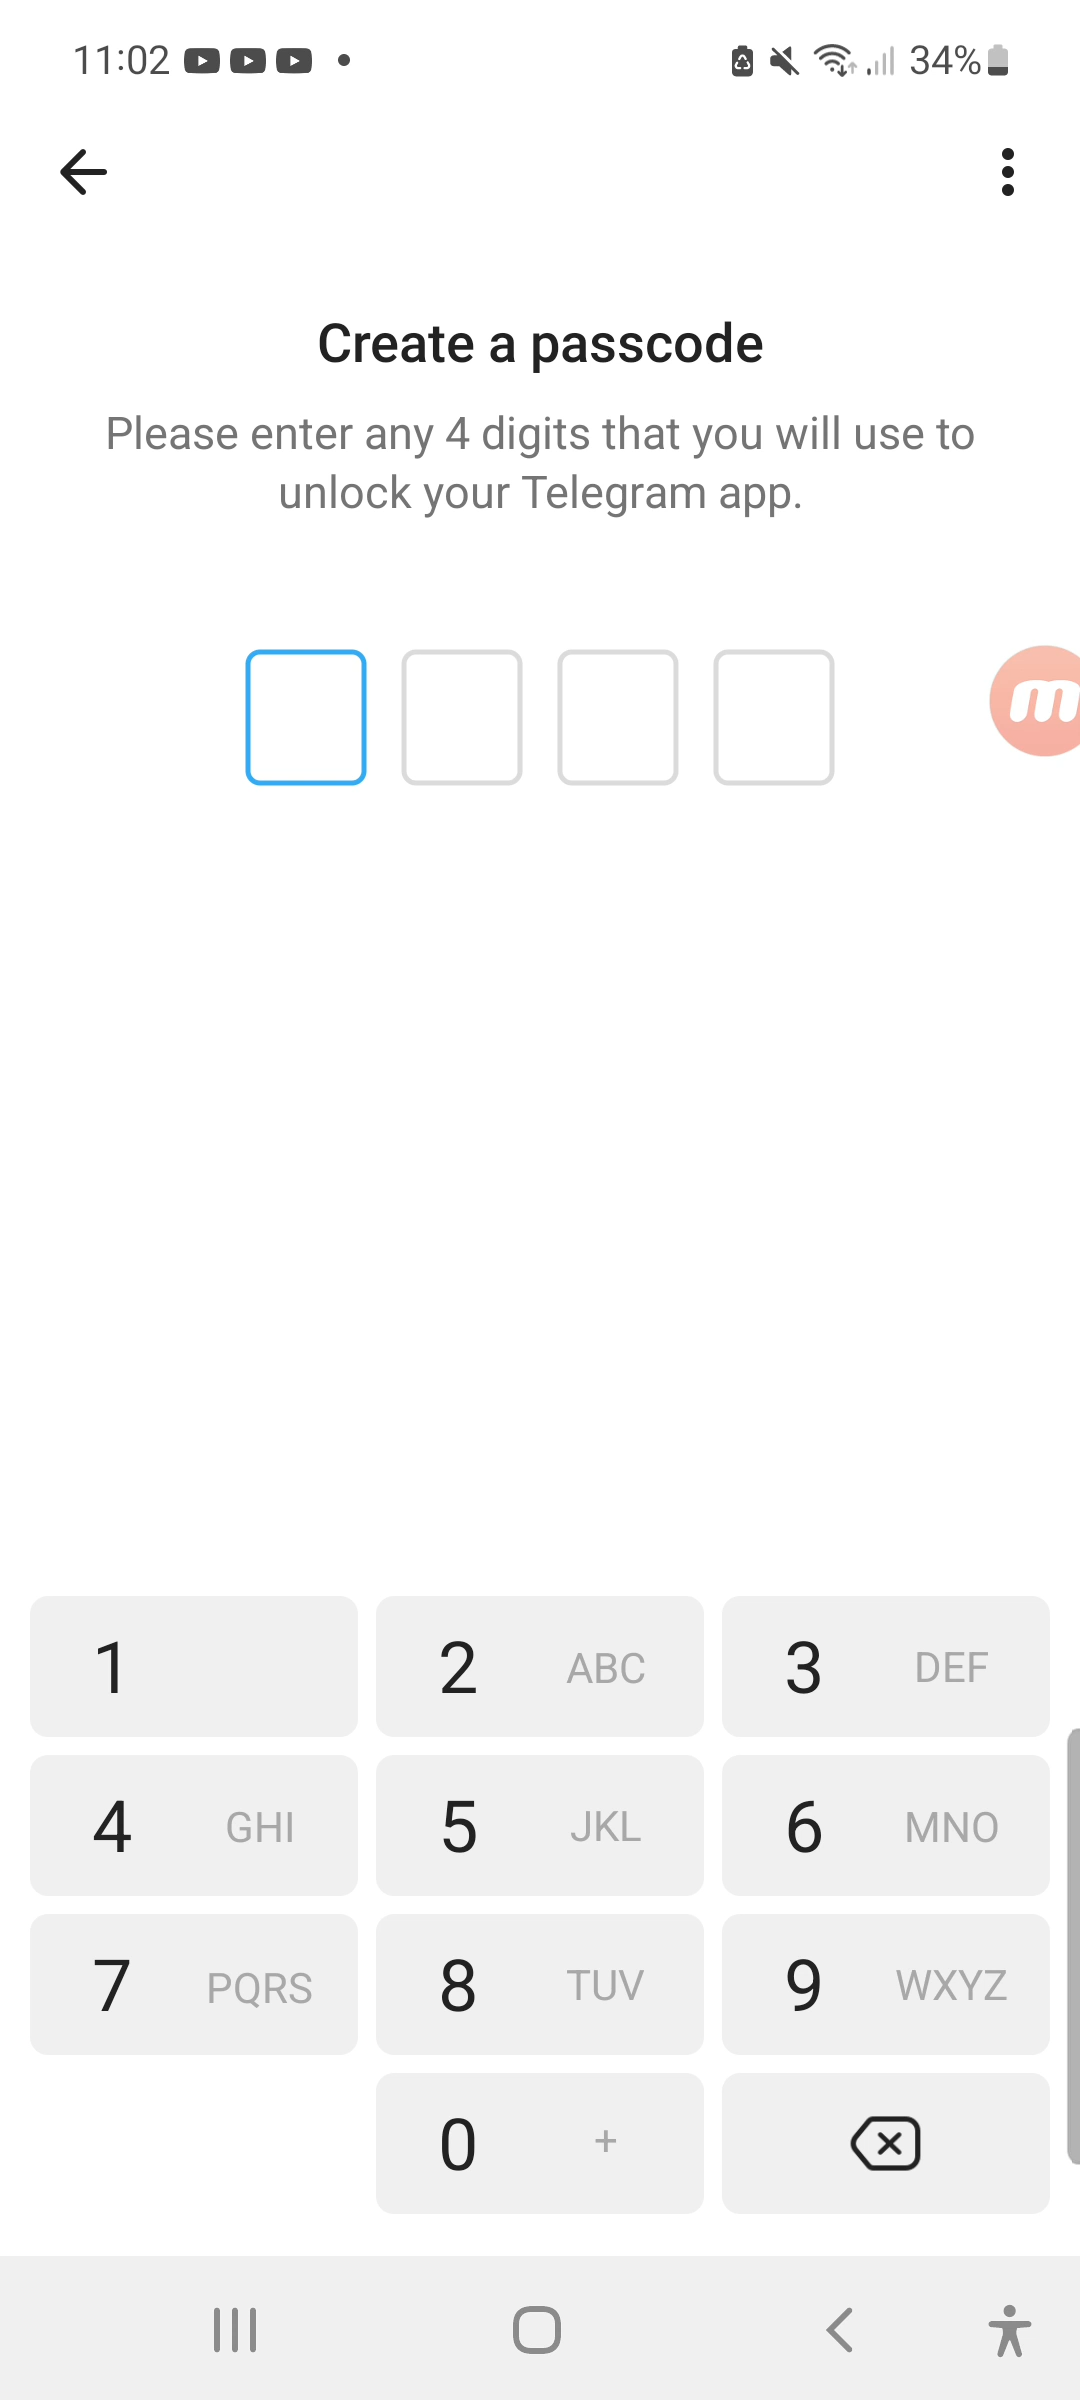 11:02
34%
Create a passcode
Please enter any 4 digits that you will use to
unlock your Telegram app.
m
1
2 ABC
3 DEF
4 GHI
5 JKL
6 MNO
7 PQRS
8 TUV
9 WXYZ
0 +